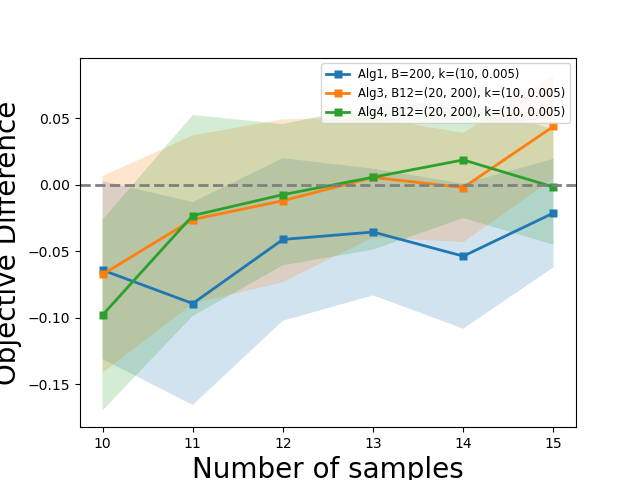 Alg1, B=200, k=(10, 0.005)
Alg3, B12=(20, 200), k=(10, 0.005)
Alg4, B12=(20, 200), k=(10, 0.005)
Objective Difference
0.05
0.00
−0.05
−0.10
−0.15
10 11 12 13 14 15
Number of samples